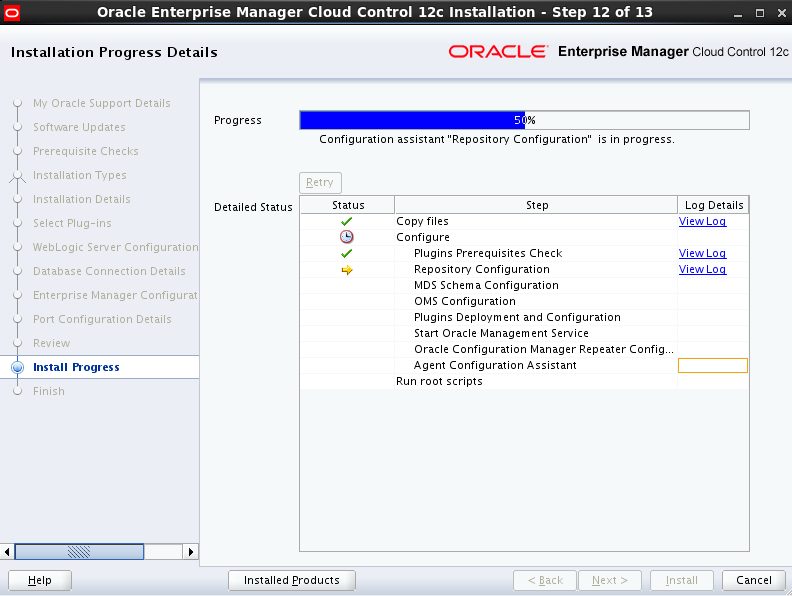 Oracle Enterprise Manager Cloud Control 12c Installation - Step 12 of 13
Installation Progress Details
ORACLE Enterprise Manager Cloud Control 12c
My Oracle Support Details
Software Updates
Prerequisite Checks
Installation Types
Installation Details
Select Plug-ins
WebLogic Server Configuration
Database Connection Details
Enterprise Manager Configurat
Port Configuration Details
Review
Install Progress
Finish
Progress
50%
Configuration assistant "Repository Configuration" is in progress.
Retry
Detailed Status
Status Step Log Details
Copy files View Log
Configure
Plugins Prerequisites Check View Log
Repository Configuration View Log
MDS Schema Configuration
OMS Configuration
Plugins Deployment and Configuration
Start Oracle Management Service
Oracle Configuration Manager Repeater Config...
Agent Configuration Assistant
Run root scripts
Help Installed Products < Back Next > Install Cancel